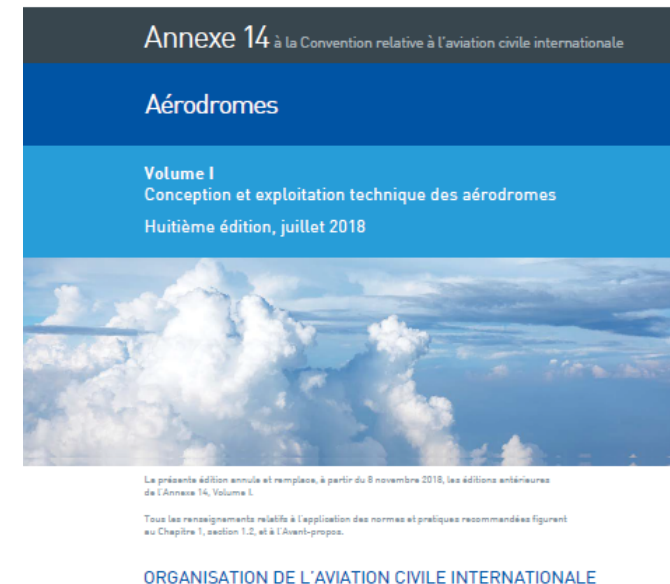 Annexe 14 à la Convention relative à l'aviation civile internationale
Aérodromes
Volume I
Conception et exploitation technique des aérodromes
Huitième édition, juillet 2018
La présente édition annule et remplace, à partir du 8 novembre 2018, les éditions antérieures
de l'Annexe 14, Volume I.
Tous les renseignements relatifs à l'application des normes et pratiques recommandées figurent
au Chapitre 1, section 1.2, et à l'Avant-propos.
ORGANISATION DE L'AVIATION CIVILE INTERNATIONALE